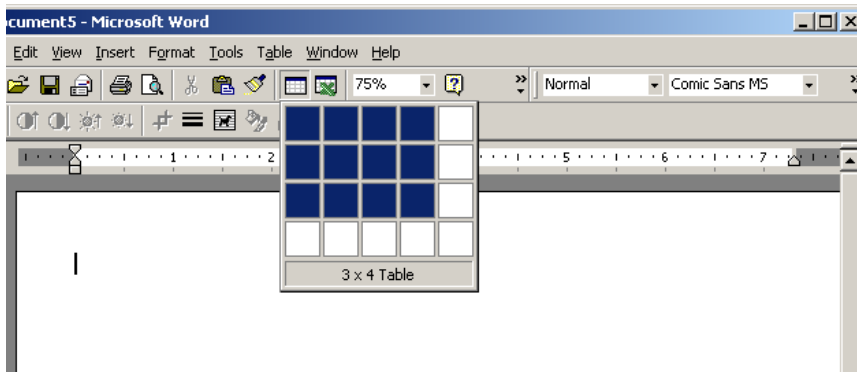 cument5 - Microsoft Word
Edit View Insert Format Tools Table Window Help
75% Normal Comic Sans MS
1 2 5 6 7
3 x 4 Table